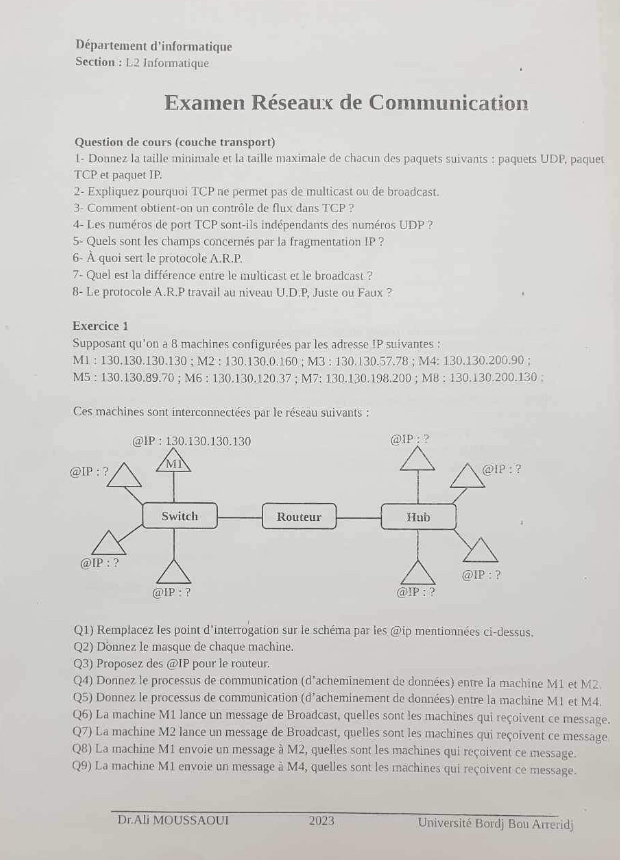 Département d'informatique
Section : L2 Informatique
Examen Réseaux de Communication
Question de cours (couche transport)
1- Donnez la taille minimale et la taille maximale de chacun des paquets suivants : paquets UDP, paquet
TCP et paquet IP.
2- Expliquez pourquoi TCP ne permet pas de multicast ou de broadcast.
3- Comment obtient-on un contrôle de flux dans TCP ?
4- Les numéros de port TCP sont-ils indépendants des numéros UDP ?
5- Quels sont les champs concernés par la fragmentation IP ?
6- À quoi sert le protocole A.R.P.
7- Quel est la différence entre le multicast et le broadcast ?
8- Le protocole A.R.P travail au niveau U.D.P, Juste ou Faux ?
Exercice 1
Supposant qu'on a 8 machines configurées par les adresse IP suivantes :
M1 : 130.130.130.130 ; M2 : 130.130.0.160 ; M3 : 130.130.57.78 ; M4: 130.130.200.90 ;
M5 : 130.130.89.70 ; M6 : 130.130.120.37 ; M7: 130.130.198.200 ; M8 : 130.130.200.130 ;
Ces machines sont interconnectées par le réseau suivants :
@IP : 130.130.130.130
@IP : ?
@IP : ?
M1
@IP : ?
Switch
Routeur
Hub
@IP : ?
@IP : ?
@IP : ?
@IP : ?
Q1) Remplacez les point d'interrogation sur le schéma par les @ip mentionnées ci-dessus.
Q2) Donnez le masque de chaque machine.
Q3) Proposez des @IP pour le routeur.
Q4) Donnez le processus de communication (d'acheminement de données) entre la machine M1 et M2.
Q5) Donnez le processus de communication (d'acheminement de données) entre la machine M1 et M4.
Q6) La machine M1 lance un message de Broadcast, quelles sont les machines qui reçoivent ce message.
Q7) La machine M2 lance un message de Broadcast, quelles sont les machines qui reçoivent ce message
Q8) La machine M1 envoie un message à M2, quelles sont les machines qui reçoivent ce message.
Q9) La machine M1 envoie un message à M4, quelles sont les machines qui reçoivent ce message.
Dr.Ali MOUSSAOUI 2023 Université Bordj Bou Arreridj